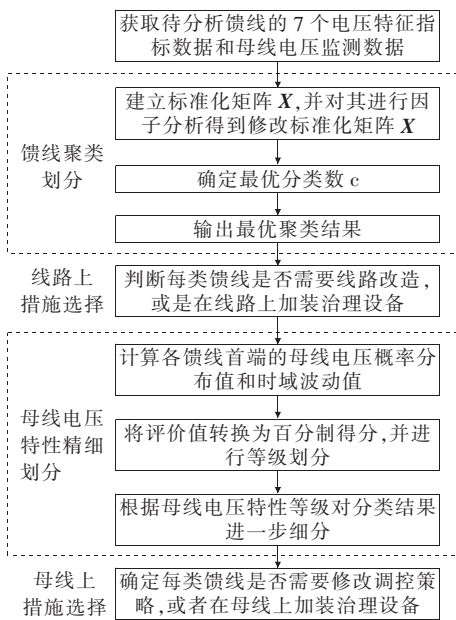 获取待分析馈线的 7 个电压特征指
标数据和母线电压监测数据
馈线聚类
划分
建立标准化矩阵 X,并对其进行因
子分析得到修改标准化矩阵 X
确定最优分类数 c
输出最优聚类结果
线路上
措施选择
判断每类馈线是否需要线路改造,
或是在线路上加装治理设备
母线电压
特性精细
划分
计算各馈线首端的母线电压概率分
布值和时域波动值
将评价值转换为百分制得分,并进
行等级划分
根据母线电压特性等级对分类结果
进一步细分
母线上
措施选择
确定每类馈线是否需要修改调控策
略,或者在母线上加装治理设备